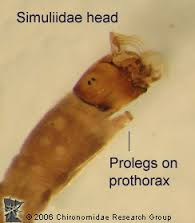 Simuliidae head
Prolegs on
prothorax
©2006 Chironomidae Research Group